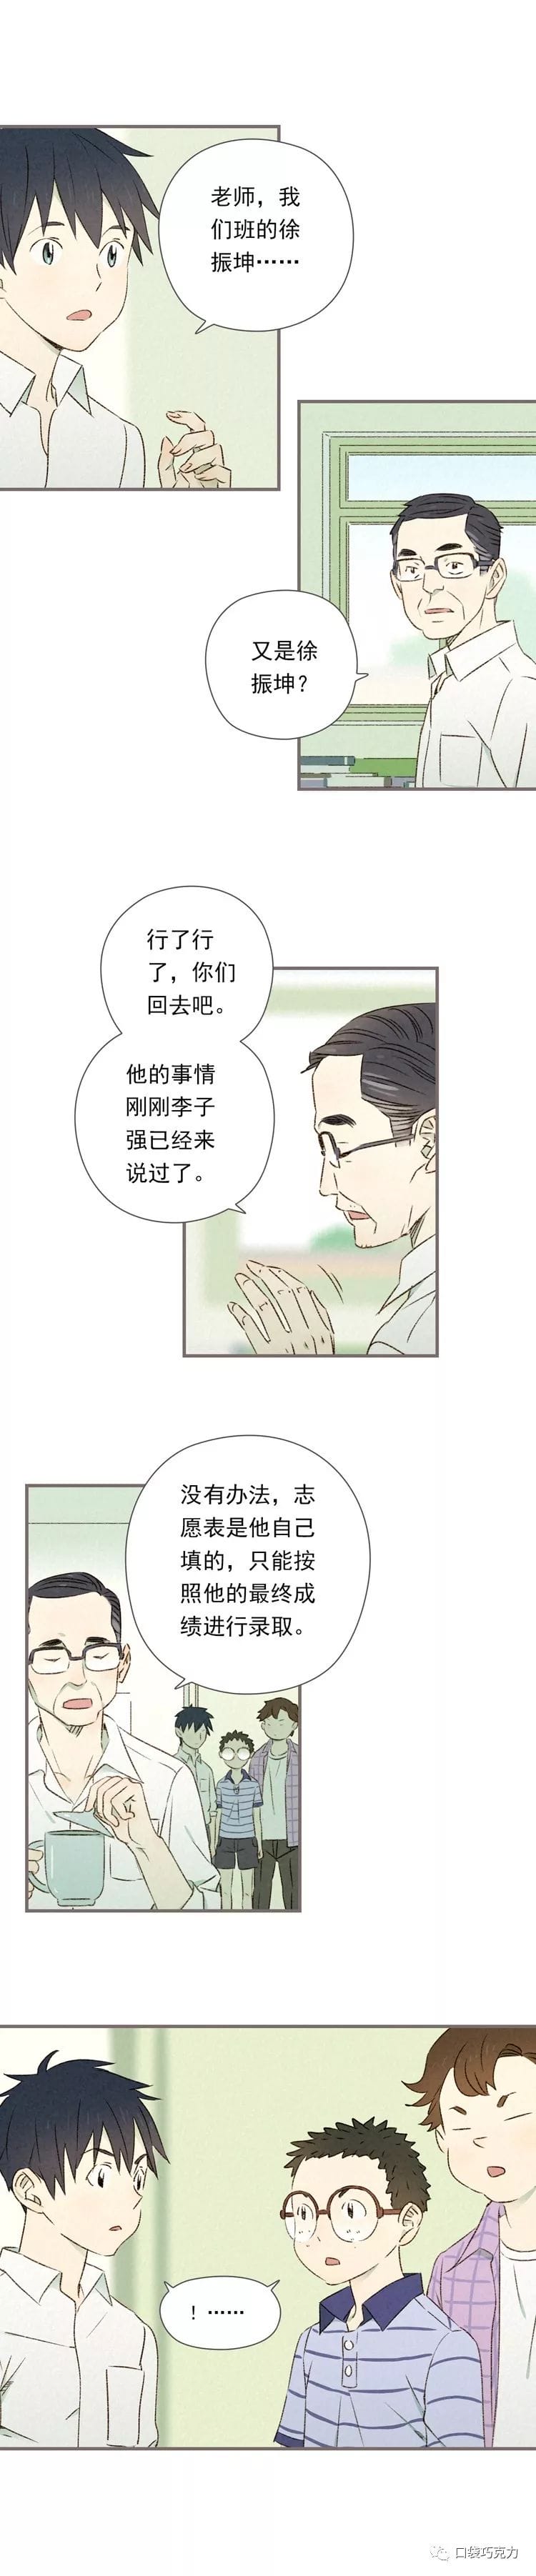 老师，我
们班的徐
振坤……
又是徐
振坤？
行了行
了，你们
回去吧。
他的事情
刚刚李子
强已经来
说过了。
没有办法，志
愿表是他自己
填的，只能按
照他的最终成
绩进行录取。
！……
口袋巧克力